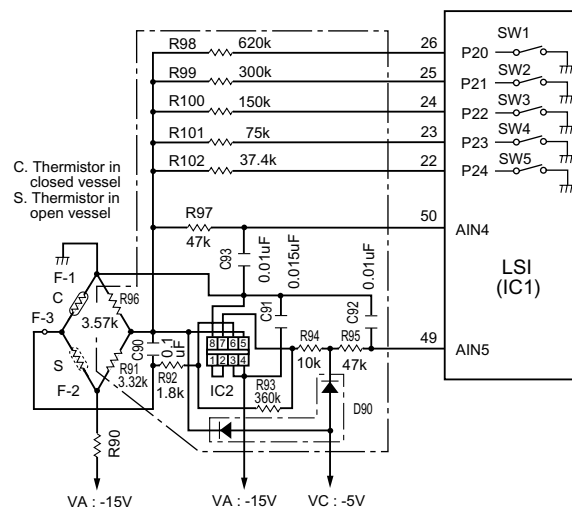 R98 620k 26 P20 SW1
R99 300k 25 P21 SW2
R100 150k 24 P22 SW3
R101 75k 23 P23 SW4
R102 37.4k 22 P24 SW5
C. Thermistor in
closed vessel
S. Thermistor in
open vessel
R97
47k
50 AIN4
C93
0.01uF
0.015uF
C91
0.01uF
C92
LSI
(IC1)
F-1
C
R96
F-3
3.57k
S
R91
3.32k
F-2
C90
0.1
uF
R92
1.8k
8 7 6 5
1 2 3 4
IC2
R94
10k
R95
47k
49 AIN5
R93
360k
D90
R90
VA : -15V
VA : -15V
VC : -5V